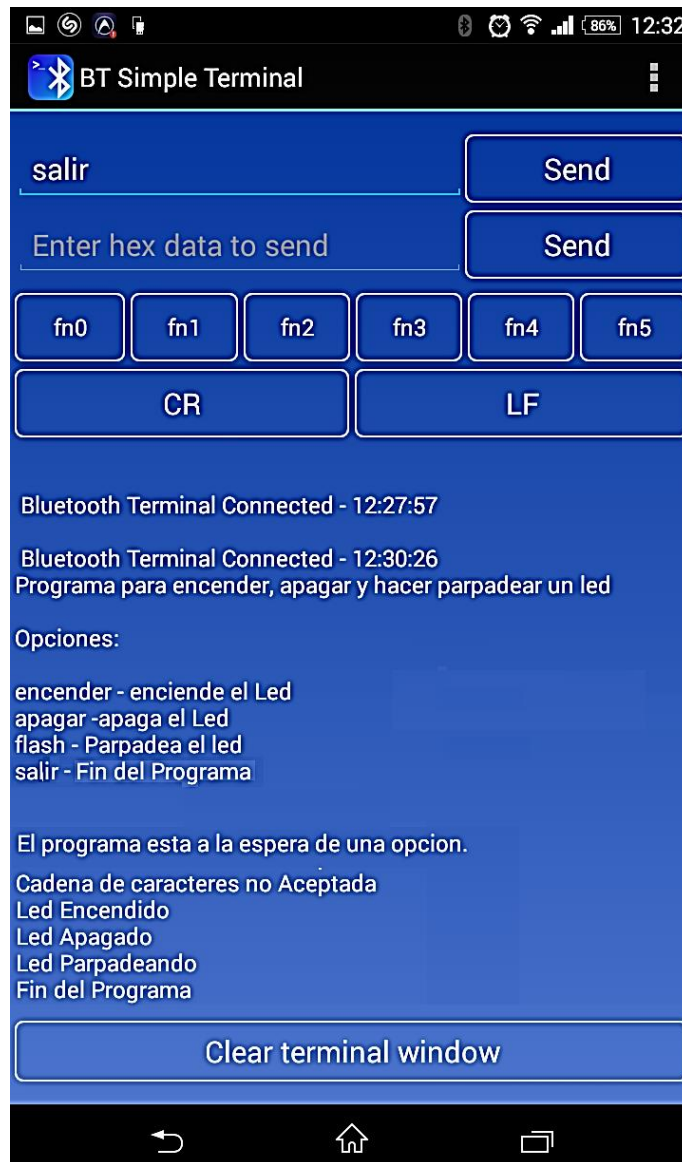 86% 12:32
BT Simple Terminal
salir
Send
Enter hex data to send
Send
fn0 fn1 fn2 fn3 fn4 fn5
CR LF
Bluetooth Terminal Connected - 12:27:57
Bluetooth Terminal Connected - 12:30:26
Programa para encender, apagar y hacer parpadear un led
Opciones:
encender - enciende el Led
apagar -apaga el Led
flash - Parpadea el led
salir - Fin del Programa
El programa esta a la espera de una opcion.
Cadena de caracteres no Aceptada
Led Encendido
Led Apagado
Led Parpadeando
Fin del Programa
Clear terminal window